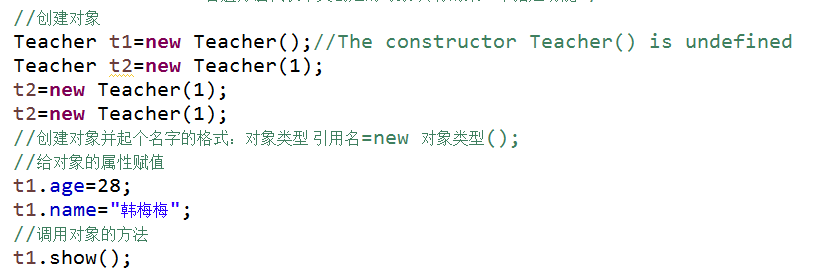 //创建对象
Teacher t1=new Teacher();//The constructor Teacher() is undefined
Teacher t2=new Teacher(1);
t2=new Teacher(1);
t2=new Teacher(1);
//创建对象并起个名字的格式：对象类型 引用名=new 对象类型();
//给对象的属性赋值
t1.age=28;
t1.name="韩梅梅";
//调用对象的方法
t1.show();